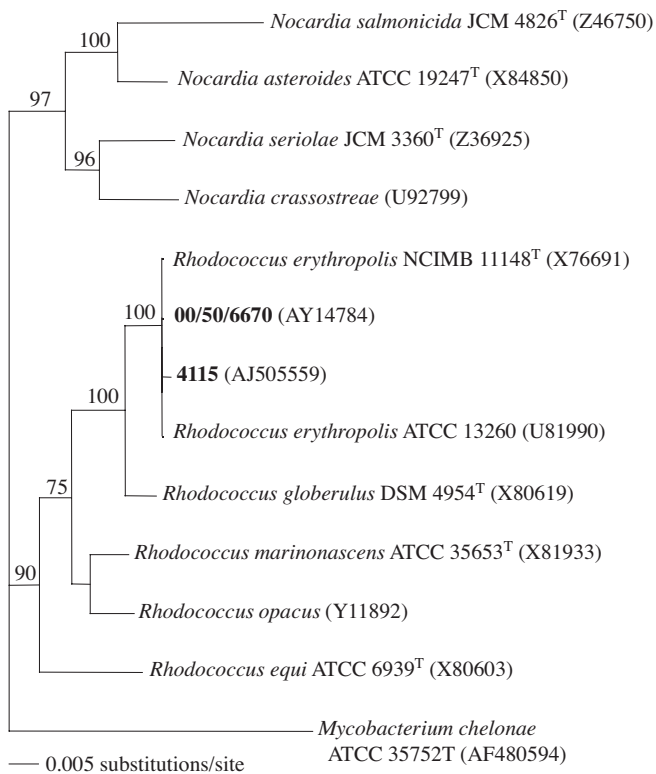 Nocardia salmonicida JCM 4826T (Z46750)
100
Nocardia asteroides ATCC 19247T (X84850)
97
Nocardia seriolae JCM 3360T (Z36925)
96
Nocardia crassostreae (U92799)
Rhodococcus erythropolis NCIMB 11148T (X76691)
100
00/50/6670 (AY14784)
4115 (AJ505559)
100
Rhodococcus erythropolis ATCC 13260 (U81990)
75
Rhodococcus globerulus DSM 4954T (X80619)
Rhodococcus marinonascens ATCC 35653T (X81933)
90
Rhodococcus opacus (Y11892)
Rhodococcus equi ATCC 6939T (X80603)
Mycobacterium chelonae
ATCC 35752T (AF480594)
0.005 substitutions/site